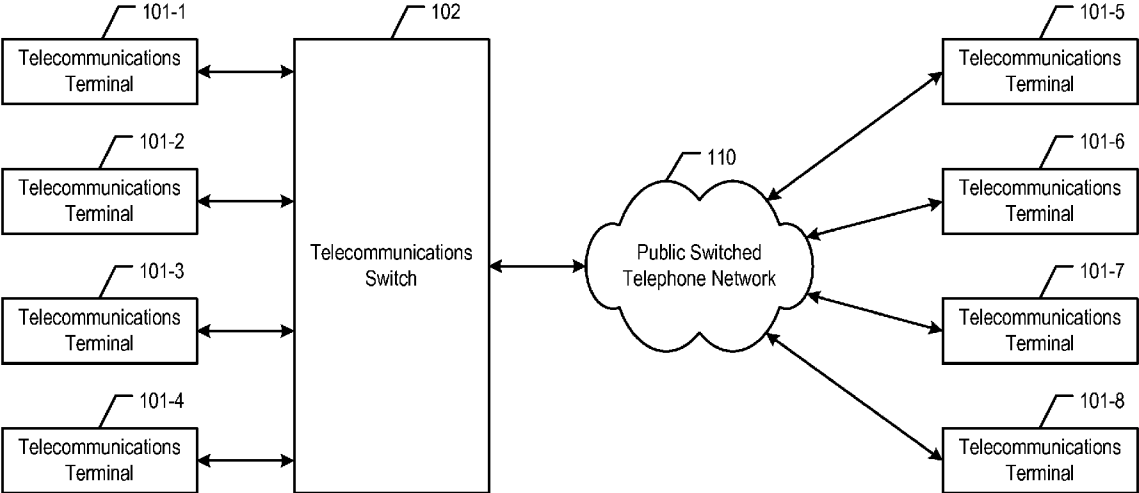 101-1
102
101-5
Telecommunications
Terminal
Telecommunications
Terminal
101-2
110
101-6
Telecommunications
Terminal
Telecommunications
Terminal
Telecommunications
Switch
Public Switched
Telephone Network
101-3
101-7
Telecommunications
Terminal
Telecommunications
Terminal
101-4
101-8
Telecommunications
Terminal
Telecommunications
Terminal